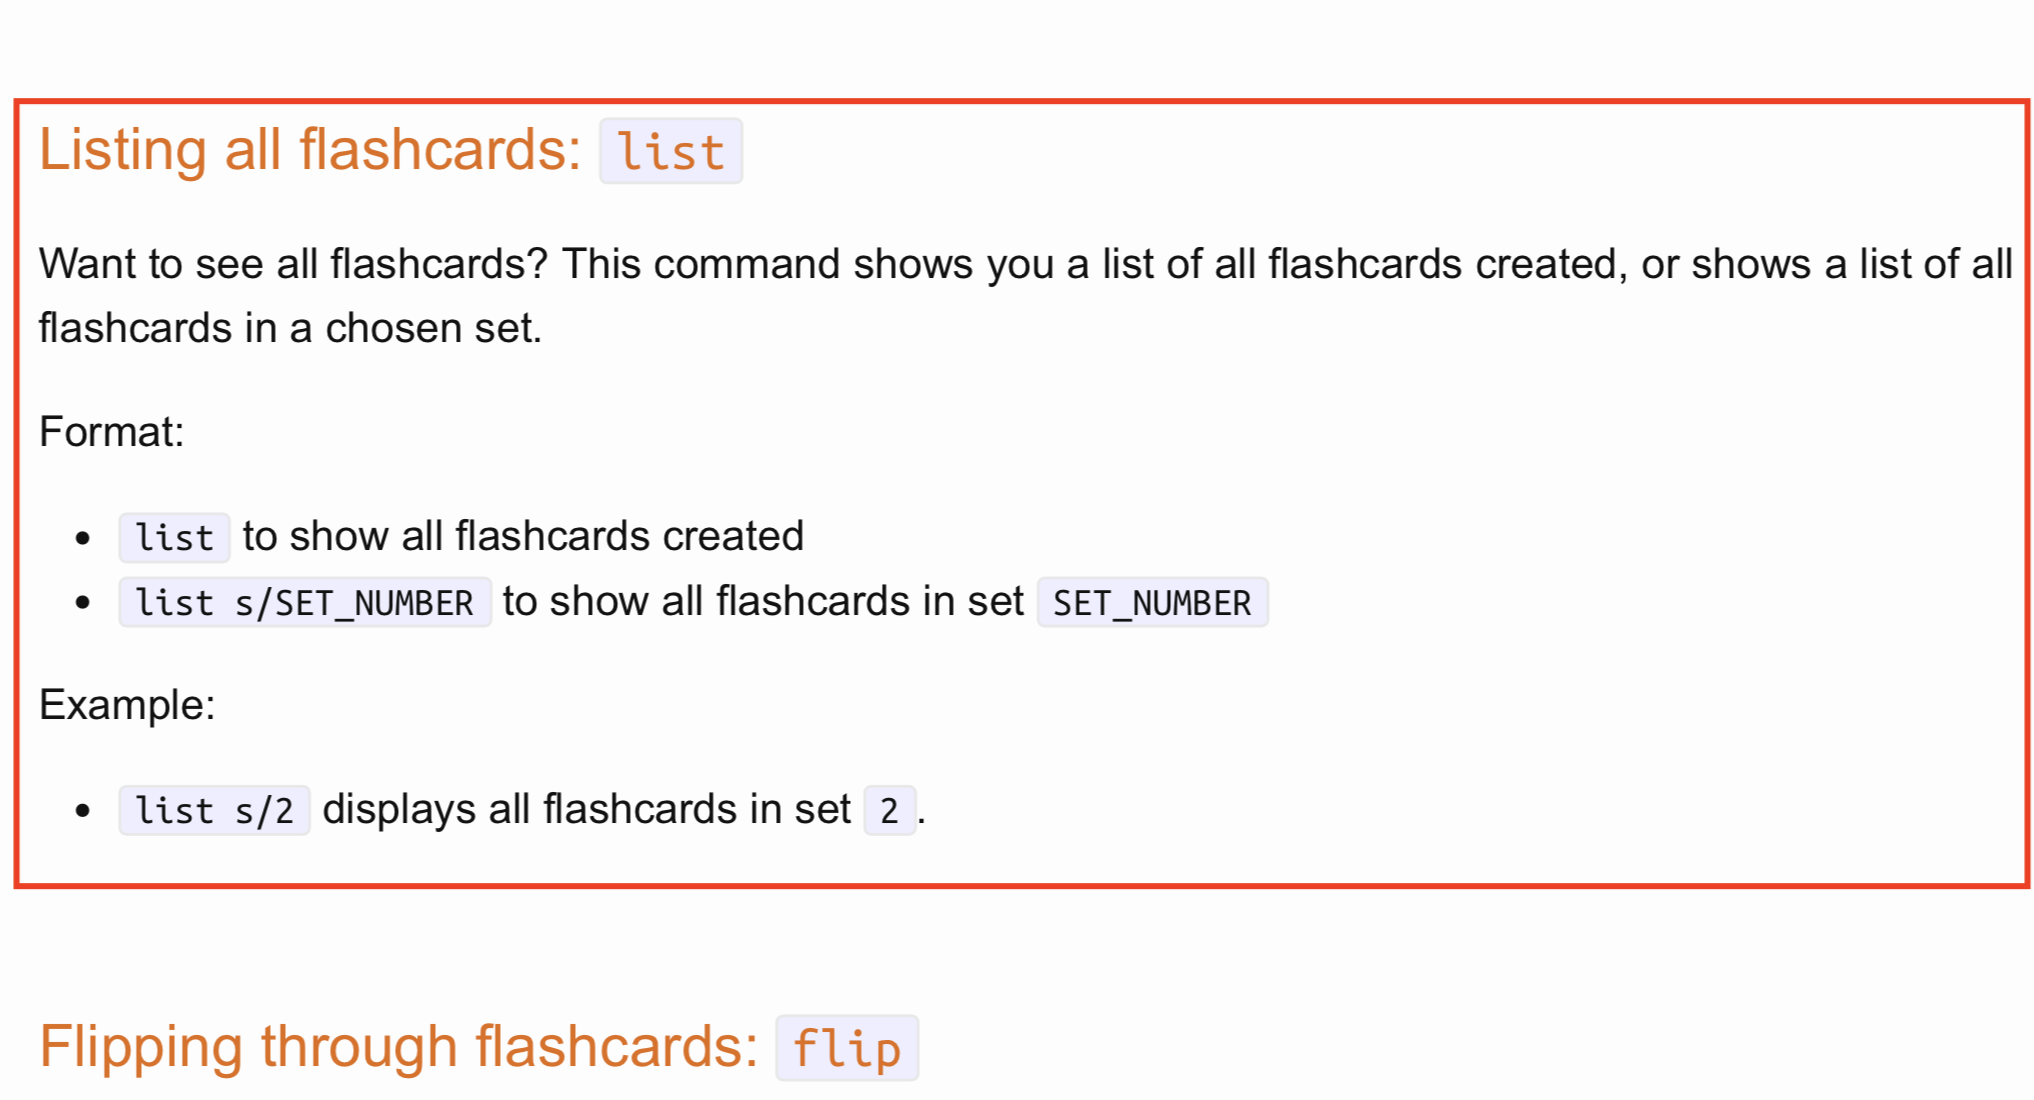 Listing all flashcards: list
Want to see all flashcards? This command shows you a list of all flashcards created, or shows a list of all
flashcards in a chosen set.
Format:
• list to show all flashcards created
• list s/SET_NUMBER to show all flashcards in set SET_NUMBER
Example:
• list s/2 displays all flashcards in set 2.
Flipping through flashcards: flip